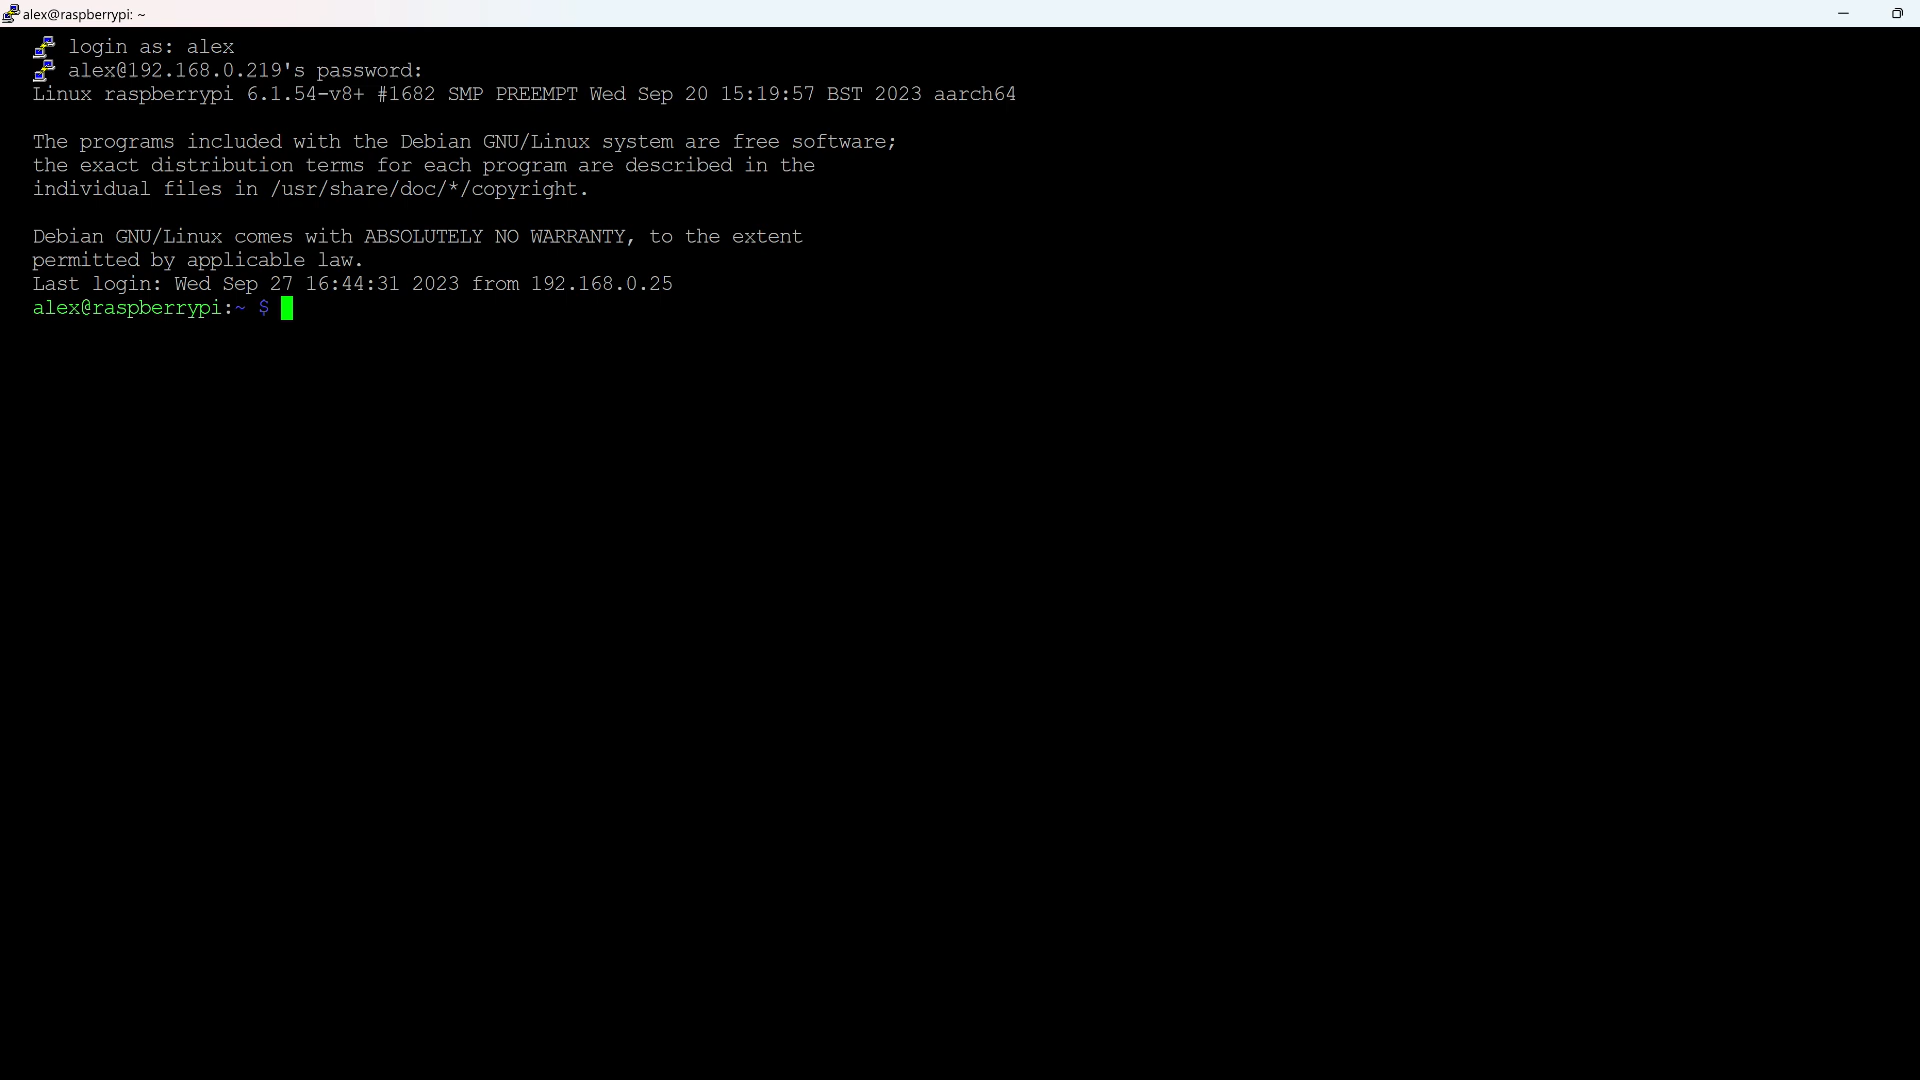 alex@raspberrypi: ~
login as: alex
alex@192.168.0.219's password:
Linux raspberrypi 6.1.54-v8+ #1682 SMP PREEMPT Wed Sep 20 15:19:57 BST 2023 aarch64
The programs included with the Debian GNU/Linux system are free software;
the exact distribution terms for each program are described in the
individual files in /usr/share/doc/*/copyright.
Debian GNU/Linux comes with ABSOLUTELY NO WARRANTY, to the extent
permitted by applicable law.
Last login: Wed Sep 27 16:44:31 2023 from 192.168.0.25
alex@raspberrypi:~ $